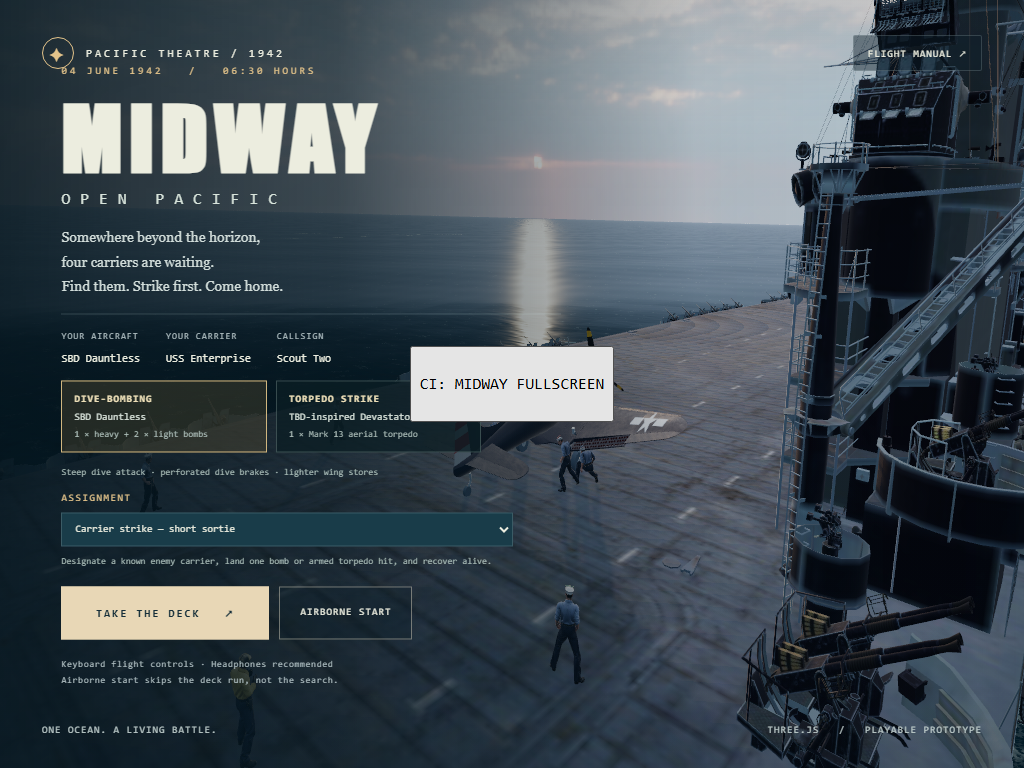 PACIFIC THEATRE / 1942
FLIGHT MANUAL ↗
04 JUNE 1942 / 06:30 HOURS
MIDWAY
OPEN PACIFIC
Somewhere beyond the horizon,
four carriers are waiting.
Find them. Strike first. Come home.
YOUR AIRCRAFT YOUR CARRIER CALLSIGN
SBD Dauntless USS Enterprise Scout Two
CI: MIDWAY FULLSCREEN
DIVE-BOMBING
SBD Dauntless
1 × heavy + 2 × light bombs
TORPEDO STRIKE
TBD-inspired Devastato
1 × Mark 13 aerial torpedo
Steep dive attack · perforated dive brakes · lighter wing stores
ASSIGNMENT
Carrier strike — short sortie
Designate a known enemy carrier, land one bomb or armed torpedo hit, and recover alive.
TAKE THE DECK ↗
AIRBORNE START
Keyboard flight controls · Headphones recommended
Airborne start skips the deck run, not the search.
ONE OCEAN. A LIVING BATTLE.
THREE.JS / PLAYABLE PROTOTYPE